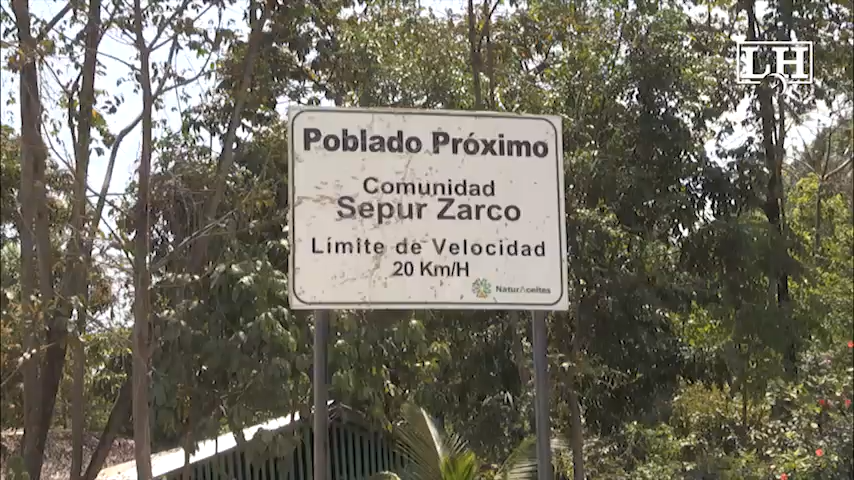 LH
Poblado Próximo
Comunidad
Sepur Zarco
Límite de Velocidad
20 Km/H
NaturAceites